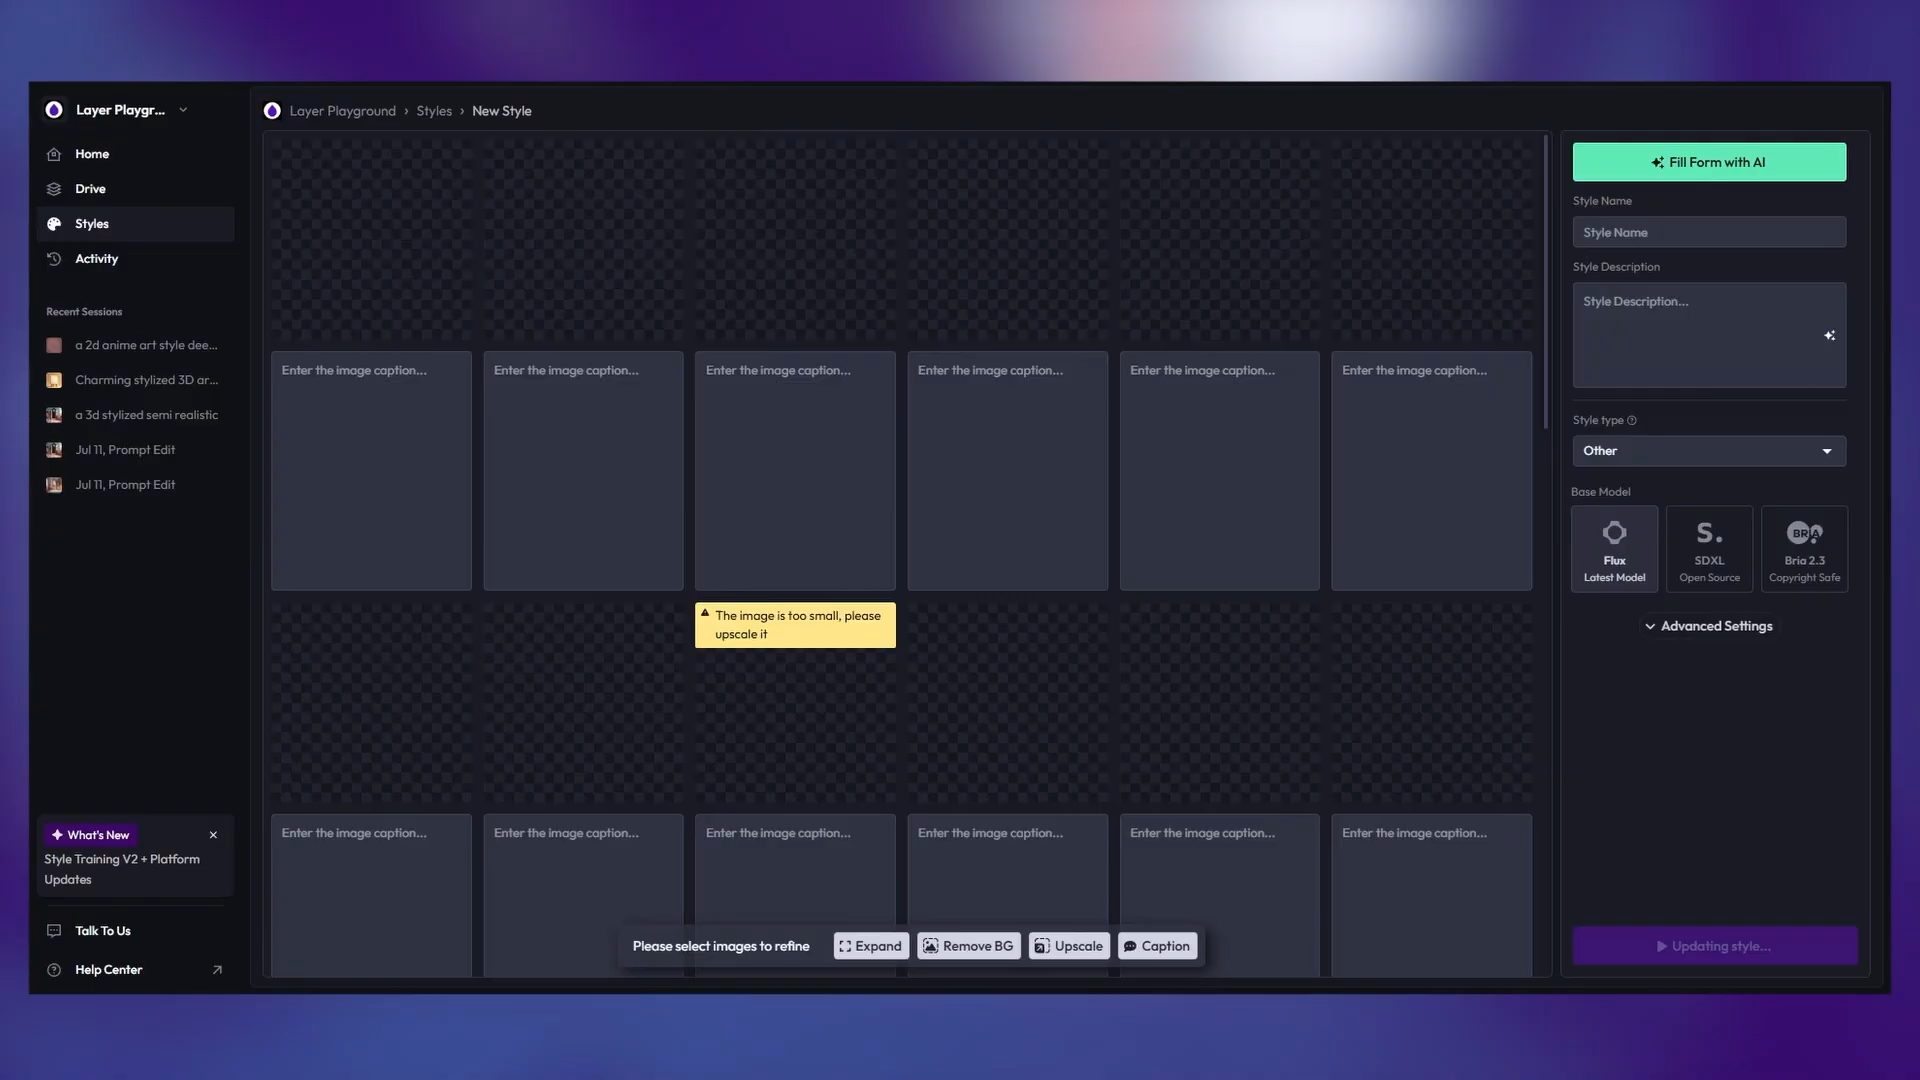 Layer Playgr...
Home
Drive
Styles
Activity
Recent Sessions
a 2d anime art style dee...
Charming stylized 3D ar...
a 3d stylized semi realistic
Jul 11, Prompt Edit
Jul 11, Prompt Edit
What's New
Style Training V2 + Platform
Updates
Talk To Us
Help Center
Layer Playground › Styles › New Style
Enter the image caption...
Enter the image caption...
Enter the image caption...
Enter the image caption...
Enter the image caption...
Enter the image caption...
The image is too small, please
upscale it
Enter the image caption...
Enter the image caption...
Enter the image caption...
Enter the image caption...
Enter the image caption...
Enter the image caption...
Please select images to refine
Expand
Remove BG
Upscale
Caption
Fill Form with AI
Style Name
Style Name
Style Description
Style Description...
Style type
Other
Base Model
Flux
Latest Model
S.
SDXL
Open Source
BRIA
Bria 2.3
Copyright Safe
Advanced Settings
Updating style...